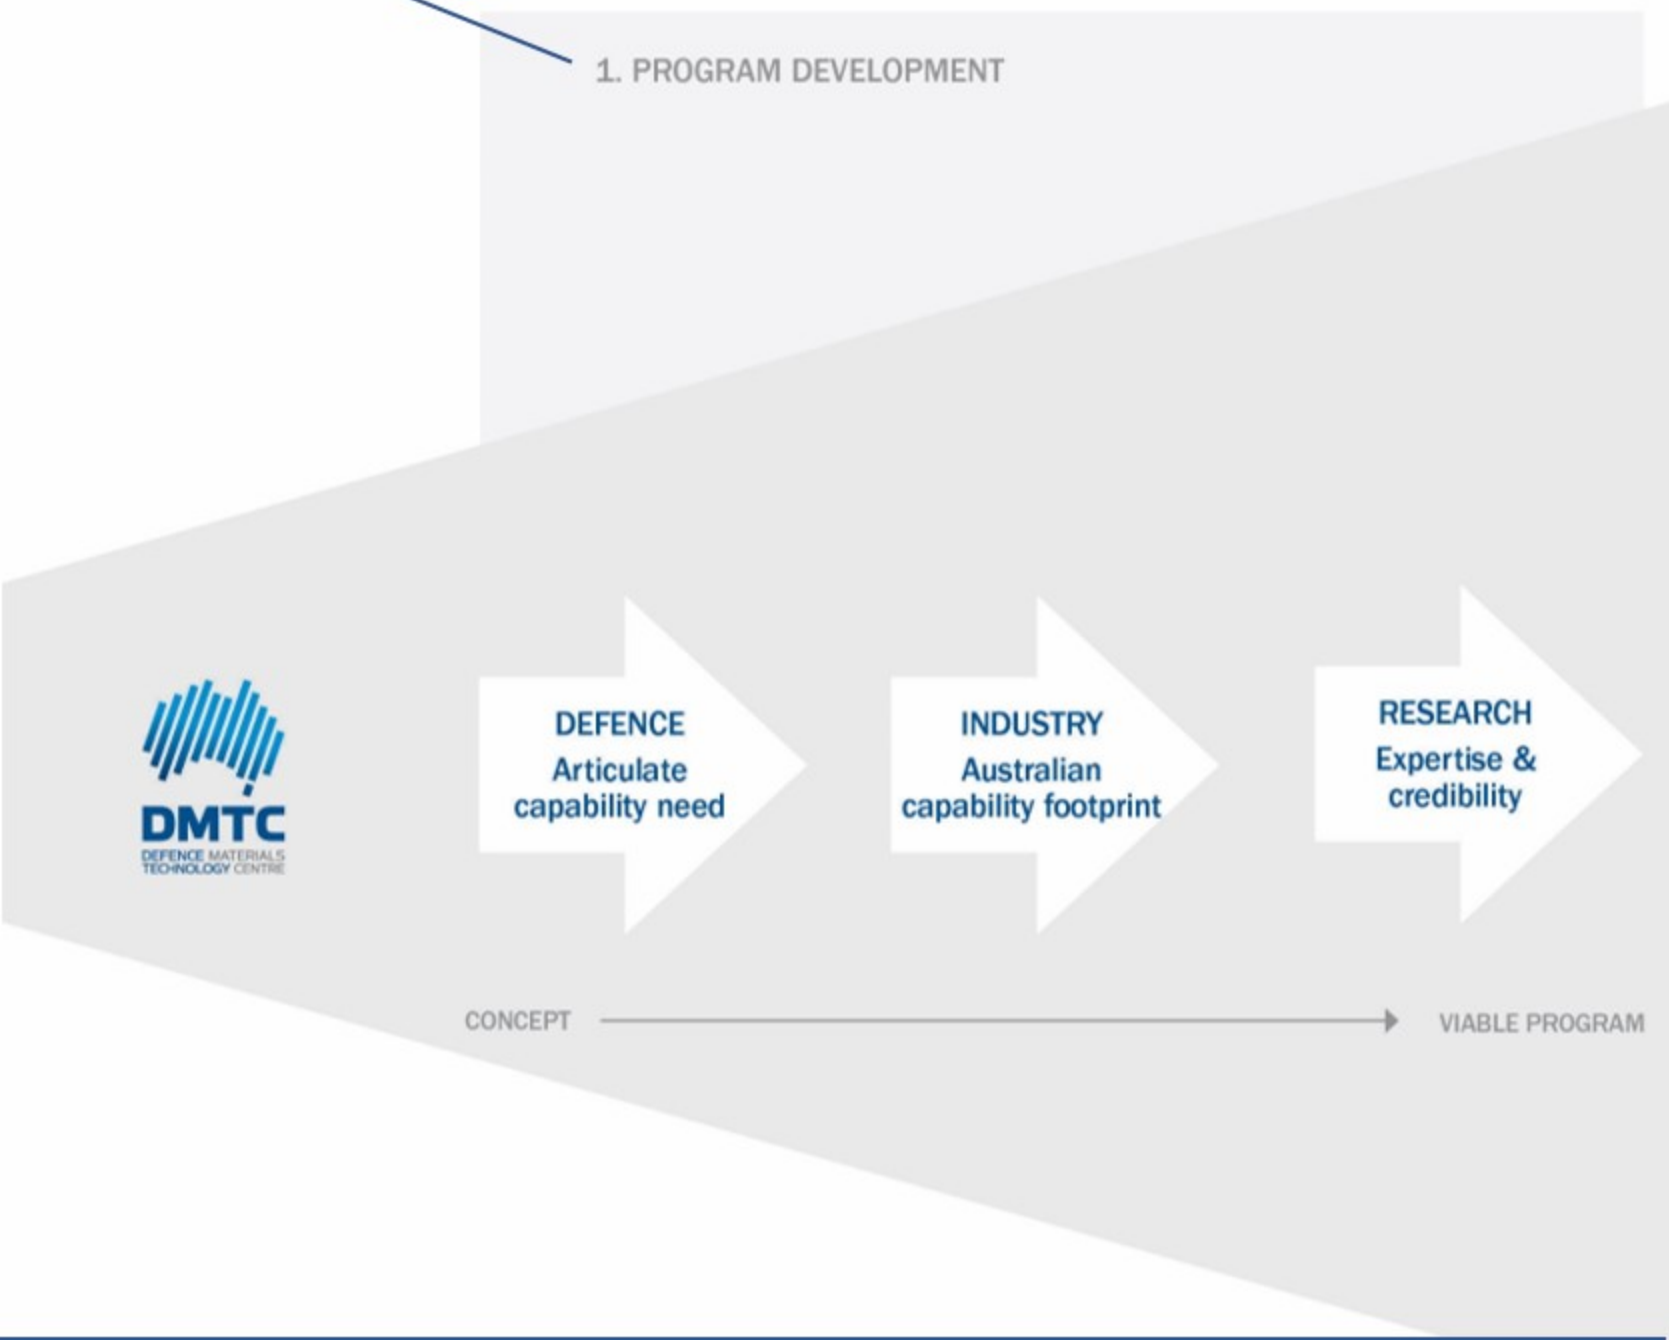 1. PROGRAM DEVELOPMENT
DMTC
DEFENCE MATERIALS
TECHNOLOGY CENTRE
DEFENCE
Articulate
capability need
INDUSTRY
Australian
capability footprint
RESEARCH
Expertise &
credibility
CONCEPT
VIABLE PROGRAM